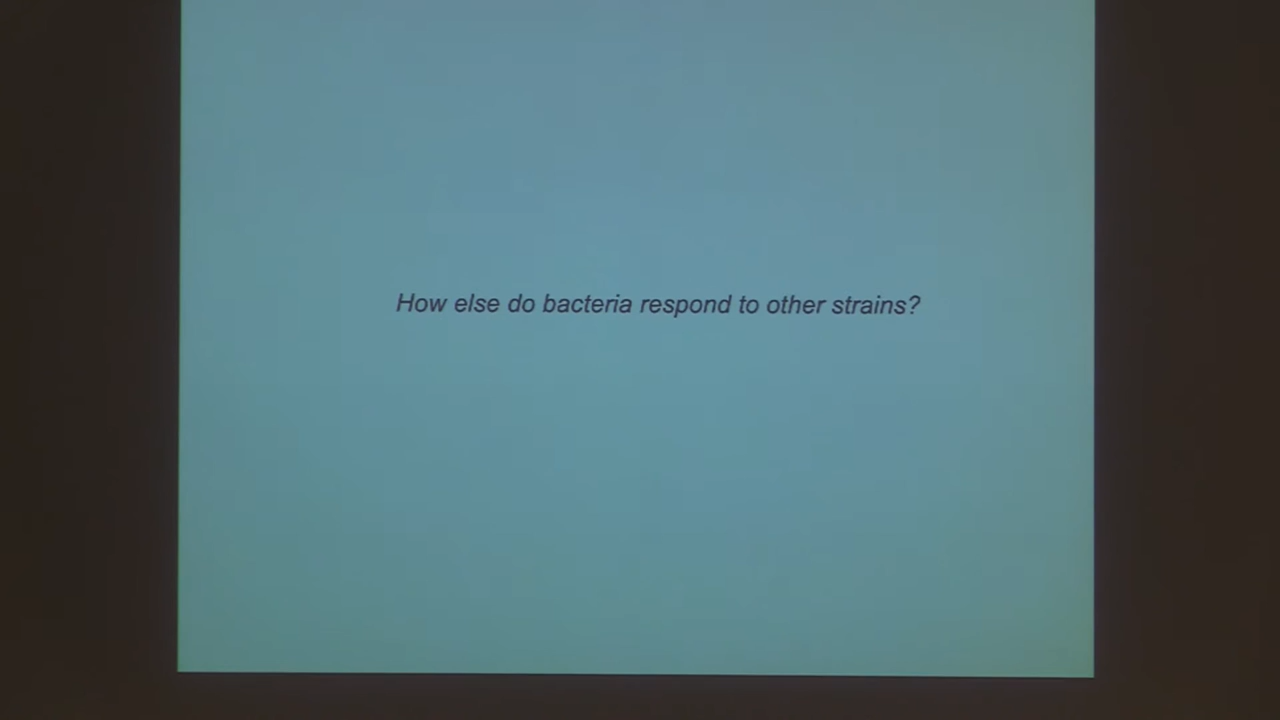 How else do bacteria respond to other strains?